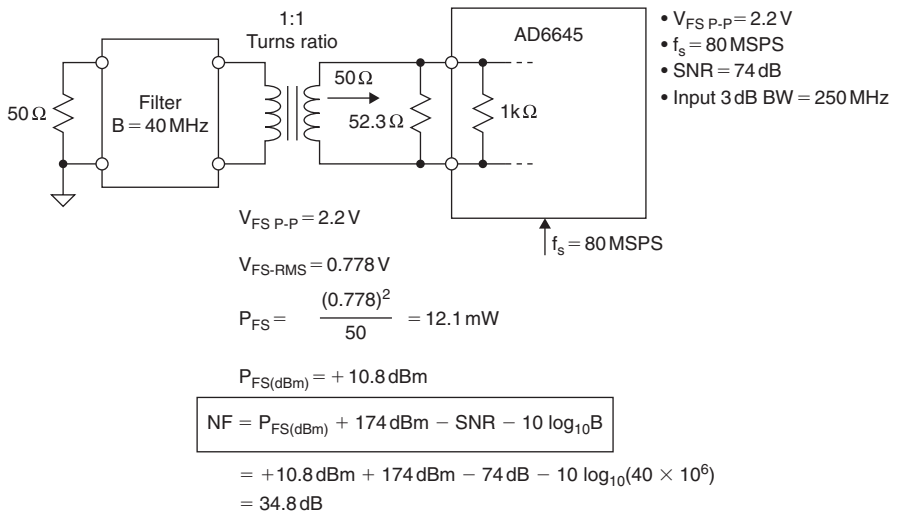 1:1
Turns ratio
AD6645
• V_FS P-P = 2.2 V
• f_s = 80 MSPS
• SNR = 74 dB
• Input 3 dB BW = 250 MHz
50 Ω
Filter
B = 40 MHz
50 Ω
52.3 Ω
1 kΩ
f_s = 80 MSPS
V_FS P-P = 2.2 V
V_FS-RMS = 0.778 V
P_FS = (0.778)^2 / 50 = 12.1 mW
P_FS(dBm) = + 10.8 dBm
NF = P_FS(dBm) + 174 dBm − SNR − 10 log_10 B
= +10.8 dBm + 174 dBm − 74 dB − 10 log_10(40 × 10^6)
= 34.8 dB